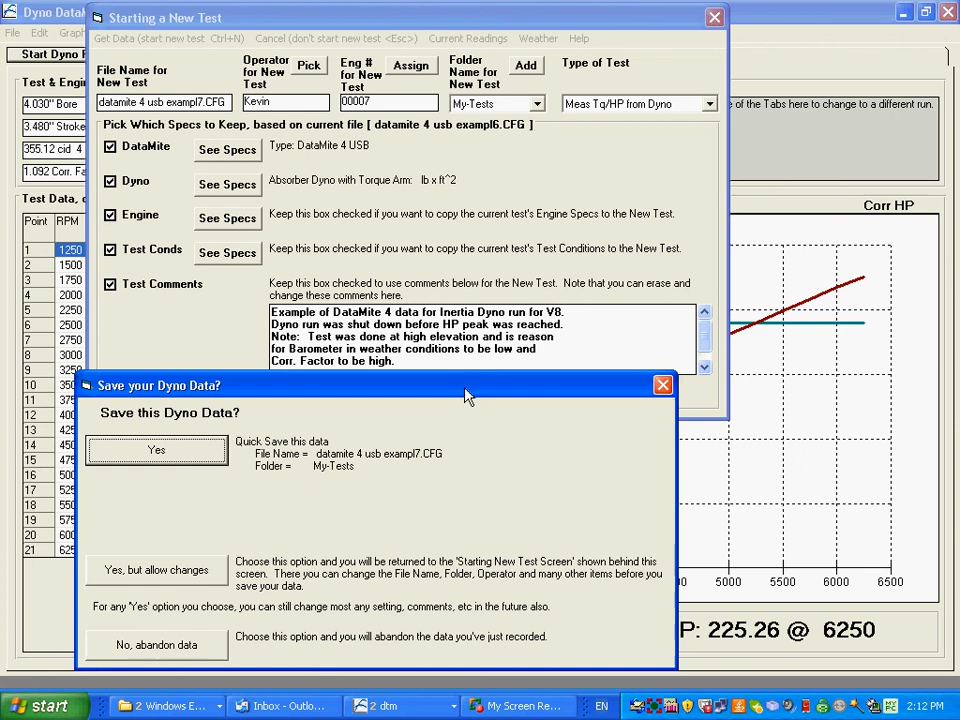 Dyno DataM
Starting a New Test
File Edit Graph
Get Data (start new test Ctrl+N) Cancel (don't start new test <Esc>) Current Readings Weather Help
Start Dyno R
File Name for
New Test
Operator
for New
Test
Pick
Eng #
for New
Test
Assign
Folder
Name for
New Test
Add
Type of Test
Test & Engin
datamite 4 usb exampl7.CFG
Kevin
00007
My-Tests
Meas Tq/HP from Dyno
4.030" Bore
e of the Tabs here to change to a different run.
3.480" Stroke
Pick Which Specs to Keep, based on current file [ datamite 4 usb exampl6.CFG ]
355.12 cid 4
DataMite
See Specs
Type: DataMite 4 USB
1.092 Corr. Fa
Dyno
See Specs
Absorber Dyno with Torque Arm: lb x ft^2
Test Data, c
Corr HP
Point RPM
Engine
See Specs
Keep this box checked if you want to copy the current test's Engine Specs to the New Test.
Test Conds
See Specs
Keep this box checked if you want to copy the current test's Test Conditions to the New Test.
Test Comments
Keep this box checked to use comments below for the New Test. Note that you can erase and
change these comments here.
Example of DataMite 4 data for Inertia Dyno run for V8.
Dyno run was shut down before HP peak was reached.
Note: Test was done at high elevation and is reason
for Barometer in weather conditions to be low and
Corr. Factor to be high.
1 1250
2 1500
3 1750
4 2000
5 225
6 250
7 275
8 300
9 325
10 350
11 375
12 400
13 425
14 450
15 475
16 500
17 525
18 550
19 575
20 600
21 625
Save your Dyno Data?
Save this Dyno Data?
Yes
Quick Save this data
File Name = datamite 4 usb exampl7.CFG
Folder = My-Tests
Yes, but allow changes
Choose this option and you will be returned to the 'Starting New Test Screen' shown behind this
screen. There you can change the File Name, Folder, Operator and many other items before you
save your data.
For any 'Yes' option you choose, you can still change most any setting, comments, etc in the future also.
No, abandon data
Choose this option and you will abandon the data you've just recorded.
5000 5500 6000 6500
P: 225.26 @ 6250
start
2 Windows E...
Inbox - Outlo...
2 dtm
My Screen Re...
EN
2:12 PM